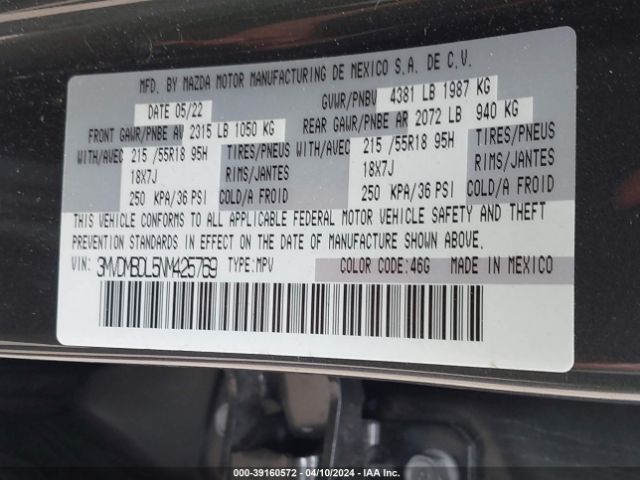 MFD. BY MAZDA MOTOR MANUFACTURING DE MEXICO S.A. DE C.V.
DATE 05/22 GVWR/PNBV 4381 LB 1987 KG
FRONT GAWR/PNBE AV 2315 LB 1050 KG REAR GAWR/PNBE AR 2072 LB 940 KG
WITH/AVEC 215 /55R18 95H TIRES/PNEUS WITH/AVEC 215 /55R18 95H TIRES/PNEUS
18X7J RIMS/JANTES 18X7J RIMS/JANTES
250 KPA/36 PSI COLD/A FROID 250 KPA/36 PSI COLD/A FROID
THIS VEHICLE CONFORMS TO ALL APPLICABLE FEDERAL MOTOR VEHICLE SAFETY AND THEFT
PREVENTION STANDARDS IN EFFECT ON THE DATE OF MANUFACTURE SHOWN ABOVE.
VIN: 3MVDMBDL5NM425769 TYPE:MPV COLOR CODE:46G MADE IN MEXICO
000-39160572 — 04/10/2024 — IAA Inc.